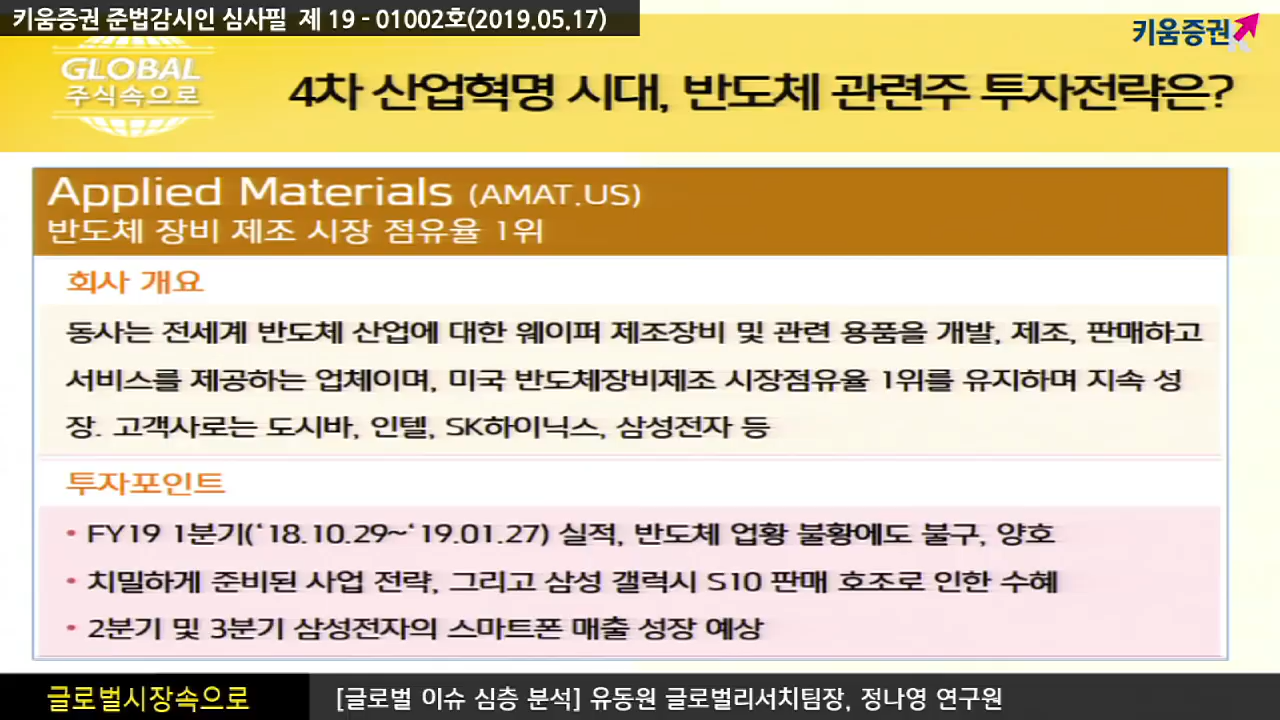 키움증권 준법감시인 심사필 제 19 - 01002호(2019.05.17)
키움증권
GLOBAL
주식속으로
4차 산업혁명 시대, 반도체 관련주 투자전략은?
Applied Materials (AMAT.US)
반도체 장비 제조 시장 점유율 1위
회사 개요
동사는 전세계 반도체 산업에 대한 웨이퍼 제조장비 및 관련 용품을 개발, 제조, 판매하고
서비스를 제공하는 업체이며, 미국 반도체장비제조 시장점유율 1위를 유지하며 지속 성
장. 고객사로는 도시바, 인텔, SK하이닉스, 삼성전자 등
투자포인트
• FY19 1분기(‘18.10.29~‘19.01.27) 실적, 반도체 업황 불황에도 불구, 양호
• 치밀하게 준비된 사업 전략, 그리고 삼성 갤럭시 S10 판매 호조로 인한 수혜
• 2분기 및 3분기 삼성전자의 스마트폰 매출 성장 예상
글로벌시장속으로
[글로벌 이슈 심층 분석] 유동원 글로벌리서치팀장, 정나영 연구원